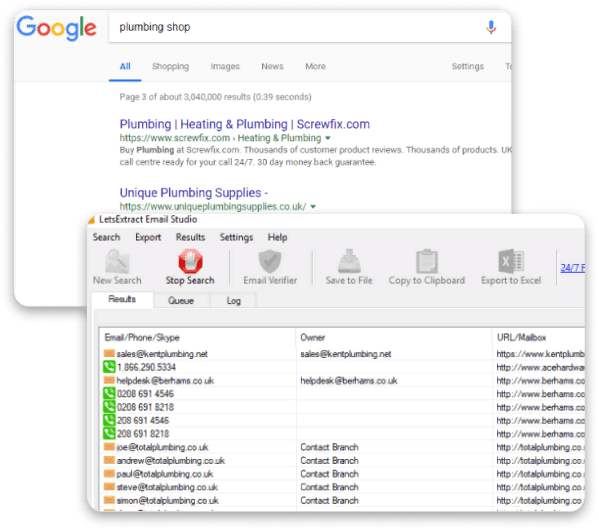 Google
plumbing shop
All Shopping Images News More Settings To
Page 3 of about 3,040,000 results (0.39 seconds)
Plumbing | Heating & Plumbing | Screwfix.com
https://www.screwfix.com › Heating & Plumbing
Buy Plumbing at Screwfix.com. Thousands of customer product reviews. Thousands of products. UK
call centre ready for your call 24/7. 30 day money back guarantee.
Unique Plumbing Supplies -
https://www.uniqueplumbingsupplies.co.uk/
LetsExtract Email Studio
Search Export Results Settings Help
New Search Stop Search Email Verifier Save to File Copy to Clipboard Export to Excel 24/7 F
Results Queue Log
Email/Phone/Skype Owner URL/Mailbox
sales@kentplumbing.net sales@kentplumbing.net https://www.kentplumb
1.866.290.5334 http://www.acehardwa
helpdesk@berhams.co.uk helpdesk@berhams.co.uk http://www.berhams.co
0208 691 4546 http://www.berhams.co
0208 691 8218 http://www.berhams.co
208 691 4546 http://www.berhams.co
208 691 8218 http://www.berhams.co
joe@totalplumbing.co.uk Contact Branch http://totalplumbing.co
andrew@totalplumbing.co.uk Contact Branch http://totalplumbing.co
paul@totalplumbing.co.uk Contact Branch http://totalplumbing.co
steve@totalplumbing.co.uk Contact Branch http://totalplumbing.co
simon@totalplumbing.co.uk Contact Branch http://totalplumbing.co